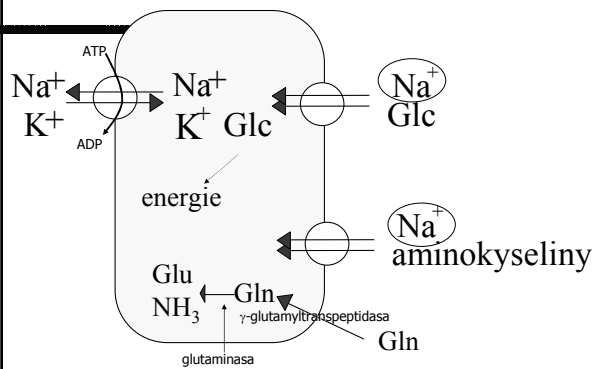 ATP
Na+ Na+ Na+
K+ K+ Glc Glc
ADP
energie
Na+
aminokyseliny
Glu
NH3 Gln
γ-glutamyltranspeptidasa
Gln
glutaminasa